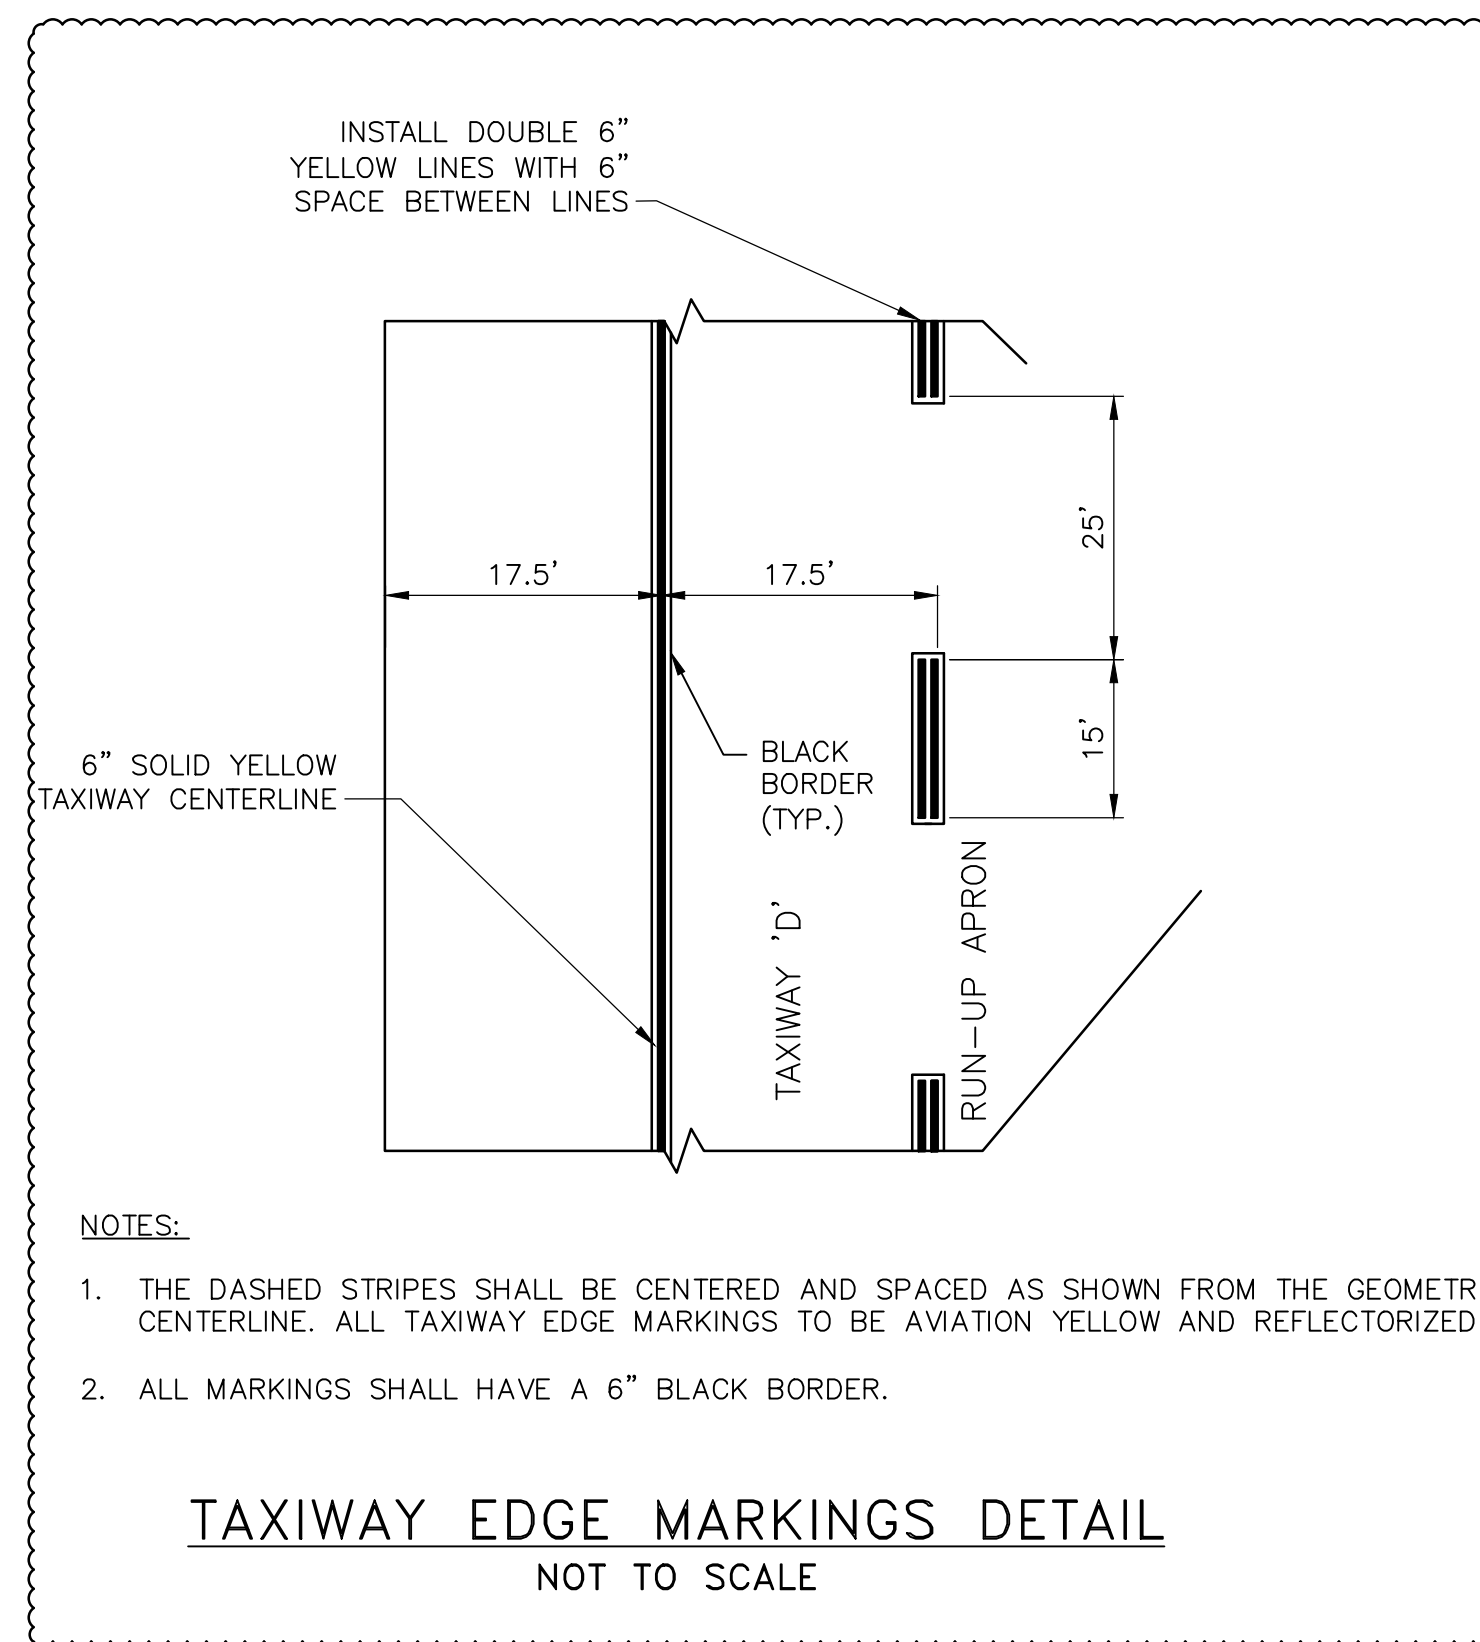 INSTALL DOUBLE 6"
YELLOW LINES WITH 6"
SPACE BETWEEN LINES
25'
17.5'
17.5'
15'
6" SOLID YELLOW
TAXIWAY CENTERLINE
BLACK
BORDER
(TYP.)
TAXIWAY 'D'
RUN-UP APRON
NOTES:
1. THE DASHED STRIPES SHALL BE CENTERED AND SPACED AS SHOWN FROM THE GEOMETR
CENTERLINE. ALL TAXIWAY EDGE MARKINGS TO BE AVIATION YELLOW AND REFLECTORIZED
2. ALL MARKINGS SHALL HAVE A 6" BLACK BORDER.
TAXIWAY EDGE MARKINGS DETAIL
NOT TO SCALE